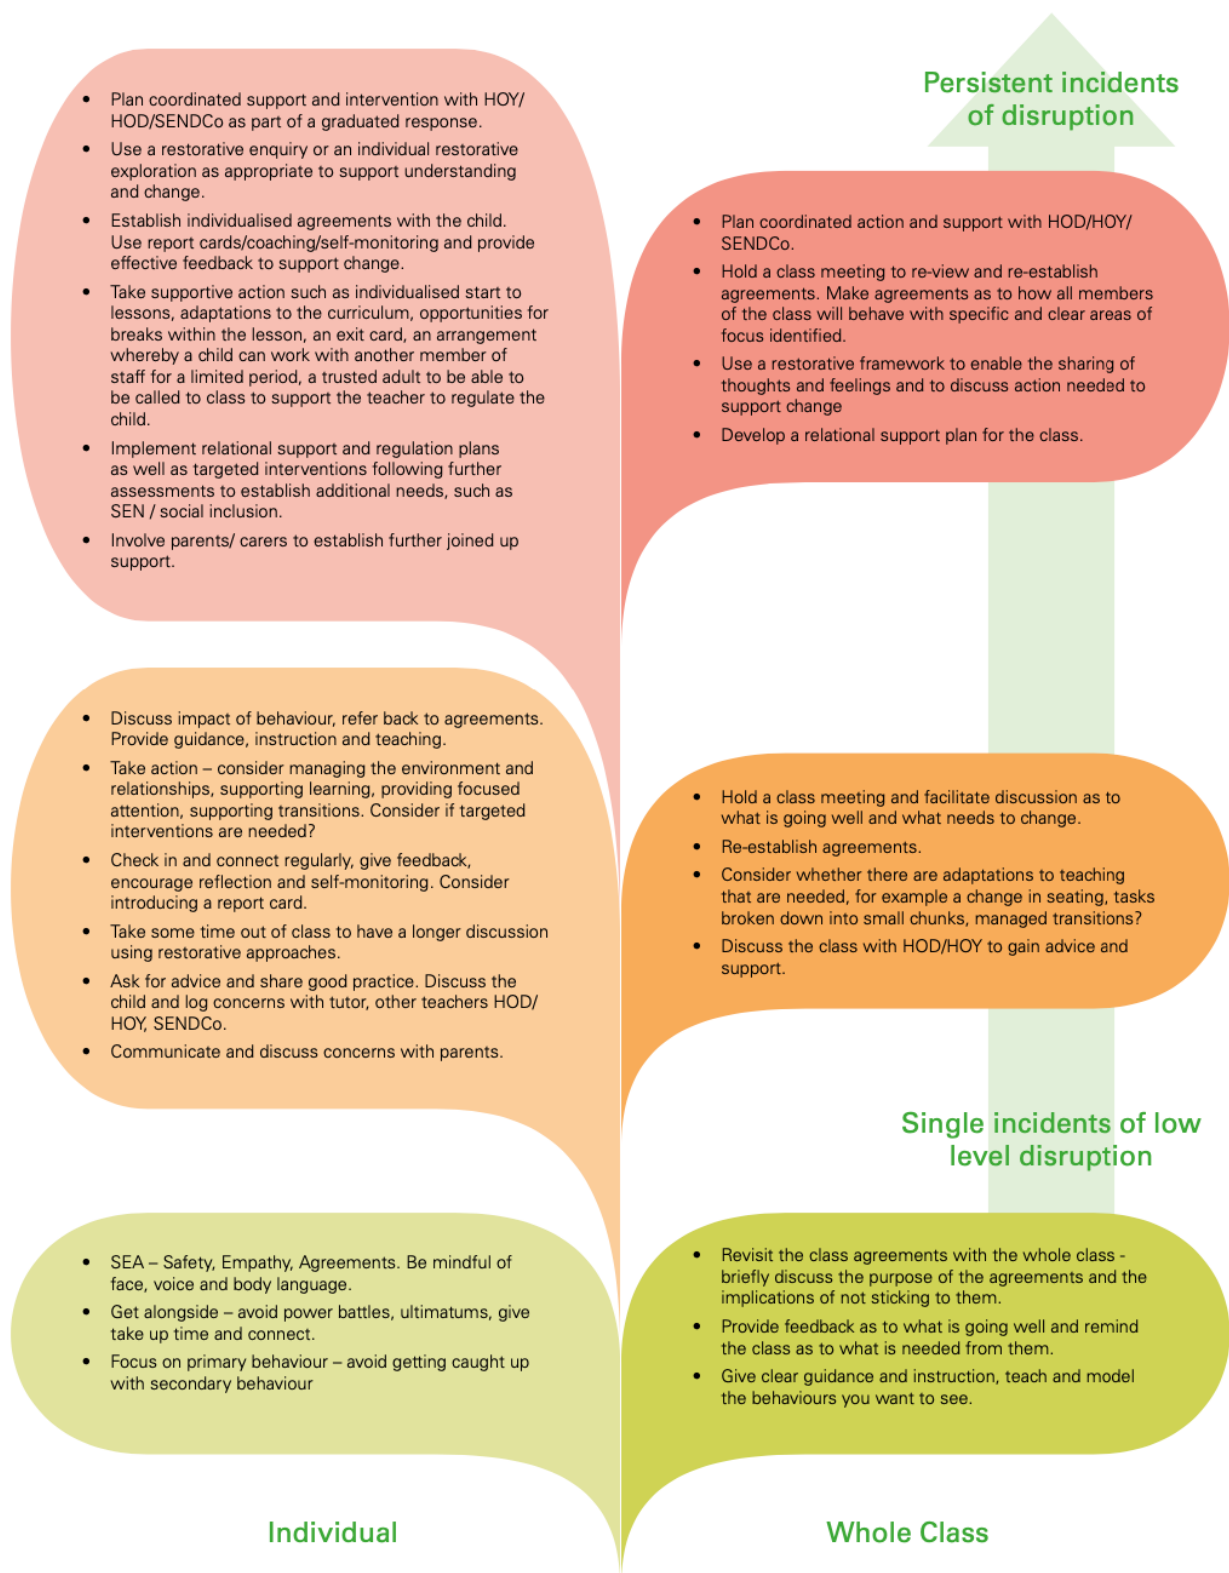 Persistent incidents
of disruption
• Plan coordinated support and intervention with HOY/
HOD/SENDCo as part of a graduated response.
• Use a restorative enquiry or an individual restorative
exploration as appropriate to support understanding
and change.
• Establish individualised agreements with the child.
Use report cards/coaching/self-monitoring and provide
effective feedback to support change.
• Take supportive action such as individualised start to
lessons, adaptations to the curriculum, opportunities for
breaks within the lesson, an exit card, an arrangement
whereby a child can work with another member of
staff for a limited period, a trusted adult to be able to
be called to class to support the teacher to regulate the
child.
• Implement relational support and regulation plans
as well as targeted interventions following further
assessments to establish additional needs, such as
SEN / social inclusion.
• Involve parents/ carers to establish further joined up
support.
• Plan coordinated action and support with HOD/HOY/
SENDCo.
• Hold a class meeting to re-view and re-establish
agreements. Make agreements as to how all members
of the class will behave with specific and clear areas of
focus identified.
• Use a restorative framework to enable the sharing of
thoughts and feelings and to discuss action needed to
support change
• Develop a relational support plan for the class.
• Discuss impact of behaviour, refer back to agreements.
Provide guidance, instruction and teaching.
• Take action – consider managing the environment and
relationships, supporting learning, providing focused
attention, supporting transitions. Consider if targeted
interventions are needed?
• Check in and connect regularly, give feedback,
encourage reflection and self-monitoring. Consider
introducing a report card.
• Take some time out of class to have a longer discussion
using restorative approaches.
• Ask for advice and share good practice. Discuss the
child and log concerns with tutor, other teachers HOD/
HOY, SENDCo.
• Communicate and discuss concerns with parents.
• Hold a class meeting and facilitate discussion as to
what is going well and what needs to change.
• Re-establish agreements.
• Consider whether there are adaptations to teaching
that are needed, for example a change in seating, tasks
broken down into small chunks, managed transitions?
• Discuss the class with HOD/HOY to gain advice and
support.
Single incidents of low
level disruption
• SEA – Safety, Empathy, Agreements. Be mindful of
face, voice and body language.
• Get alongside – avoid power battles, ultimatums, give
take up time and connect.
• Focus on primary behaviour – avoid getting caught up
with secondary behaviour
• Revisit the class agreements with the whole class -
briefly discuss the purpose of the agreements and the
implications of not sticking to them.
• Provide feedback as to what is going well and remind
the class as to what is needed from them.
• Give clear guidance and instruction, teach and model
the behaviours you want to see.
Individual
Whole Class